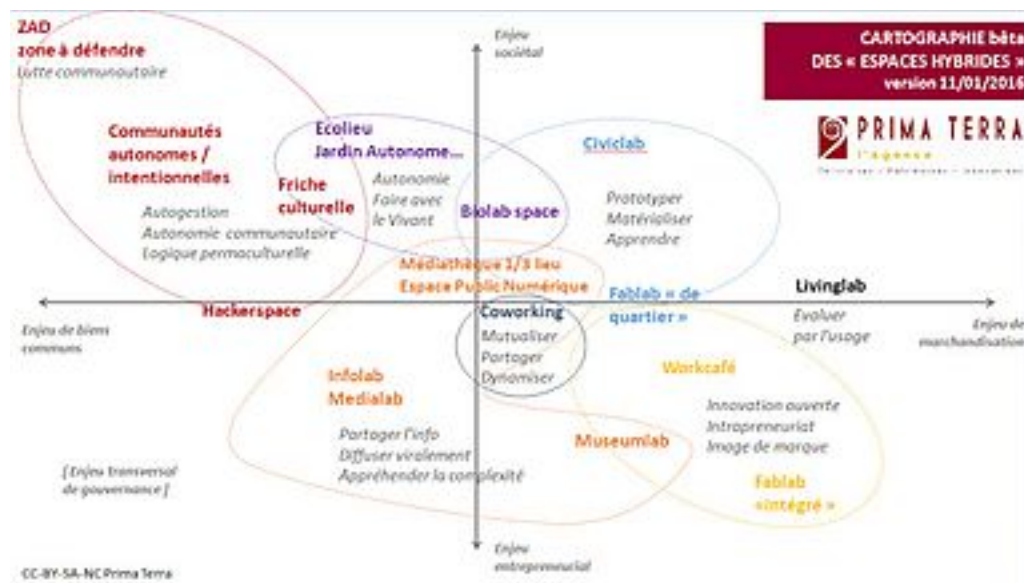 ZAD
zone à défendre
Lutte communautaire
Enjeu
sociétal
CARTOGRAPHIE bêta
DES « ESPACES HYBRIDES »
version 11/01/2016
PRIMA TERRA
l'agence
Communautés
autonomes /
intentionnelles
Autogestion
Autonomie communautaire
Logique permaculturelle
Ecolieu
Jardin Autonome...
Friche
culturelle
Autonomie
Faire avec
le Vivant
Biolab space
Civiclab
Prototyper
Matérialiser
Apprendre
Médiathèque 1/3 lieu
Espace Public Numérique
Hackerspace
Fablab « de
quartier »
Livinglab
Evaluer
par l'usage
Enjeu de biens
communs
Enjeu de
marchandisation
Coworking
Mutualiser
Partager
Dynamiser
Infolab
Medialab
Partager l'info
Diffuser viralement
Appréhender la complexité
Workcafé
Innovation ouverte
Intrapreneuriat
Image de marque
Museumlab
Fablab
«intégré »
[ Enjeu transversal
de gouvernance ]
Enjeu
entrepreneurial
CC-BY-SA-NC Prima Terra